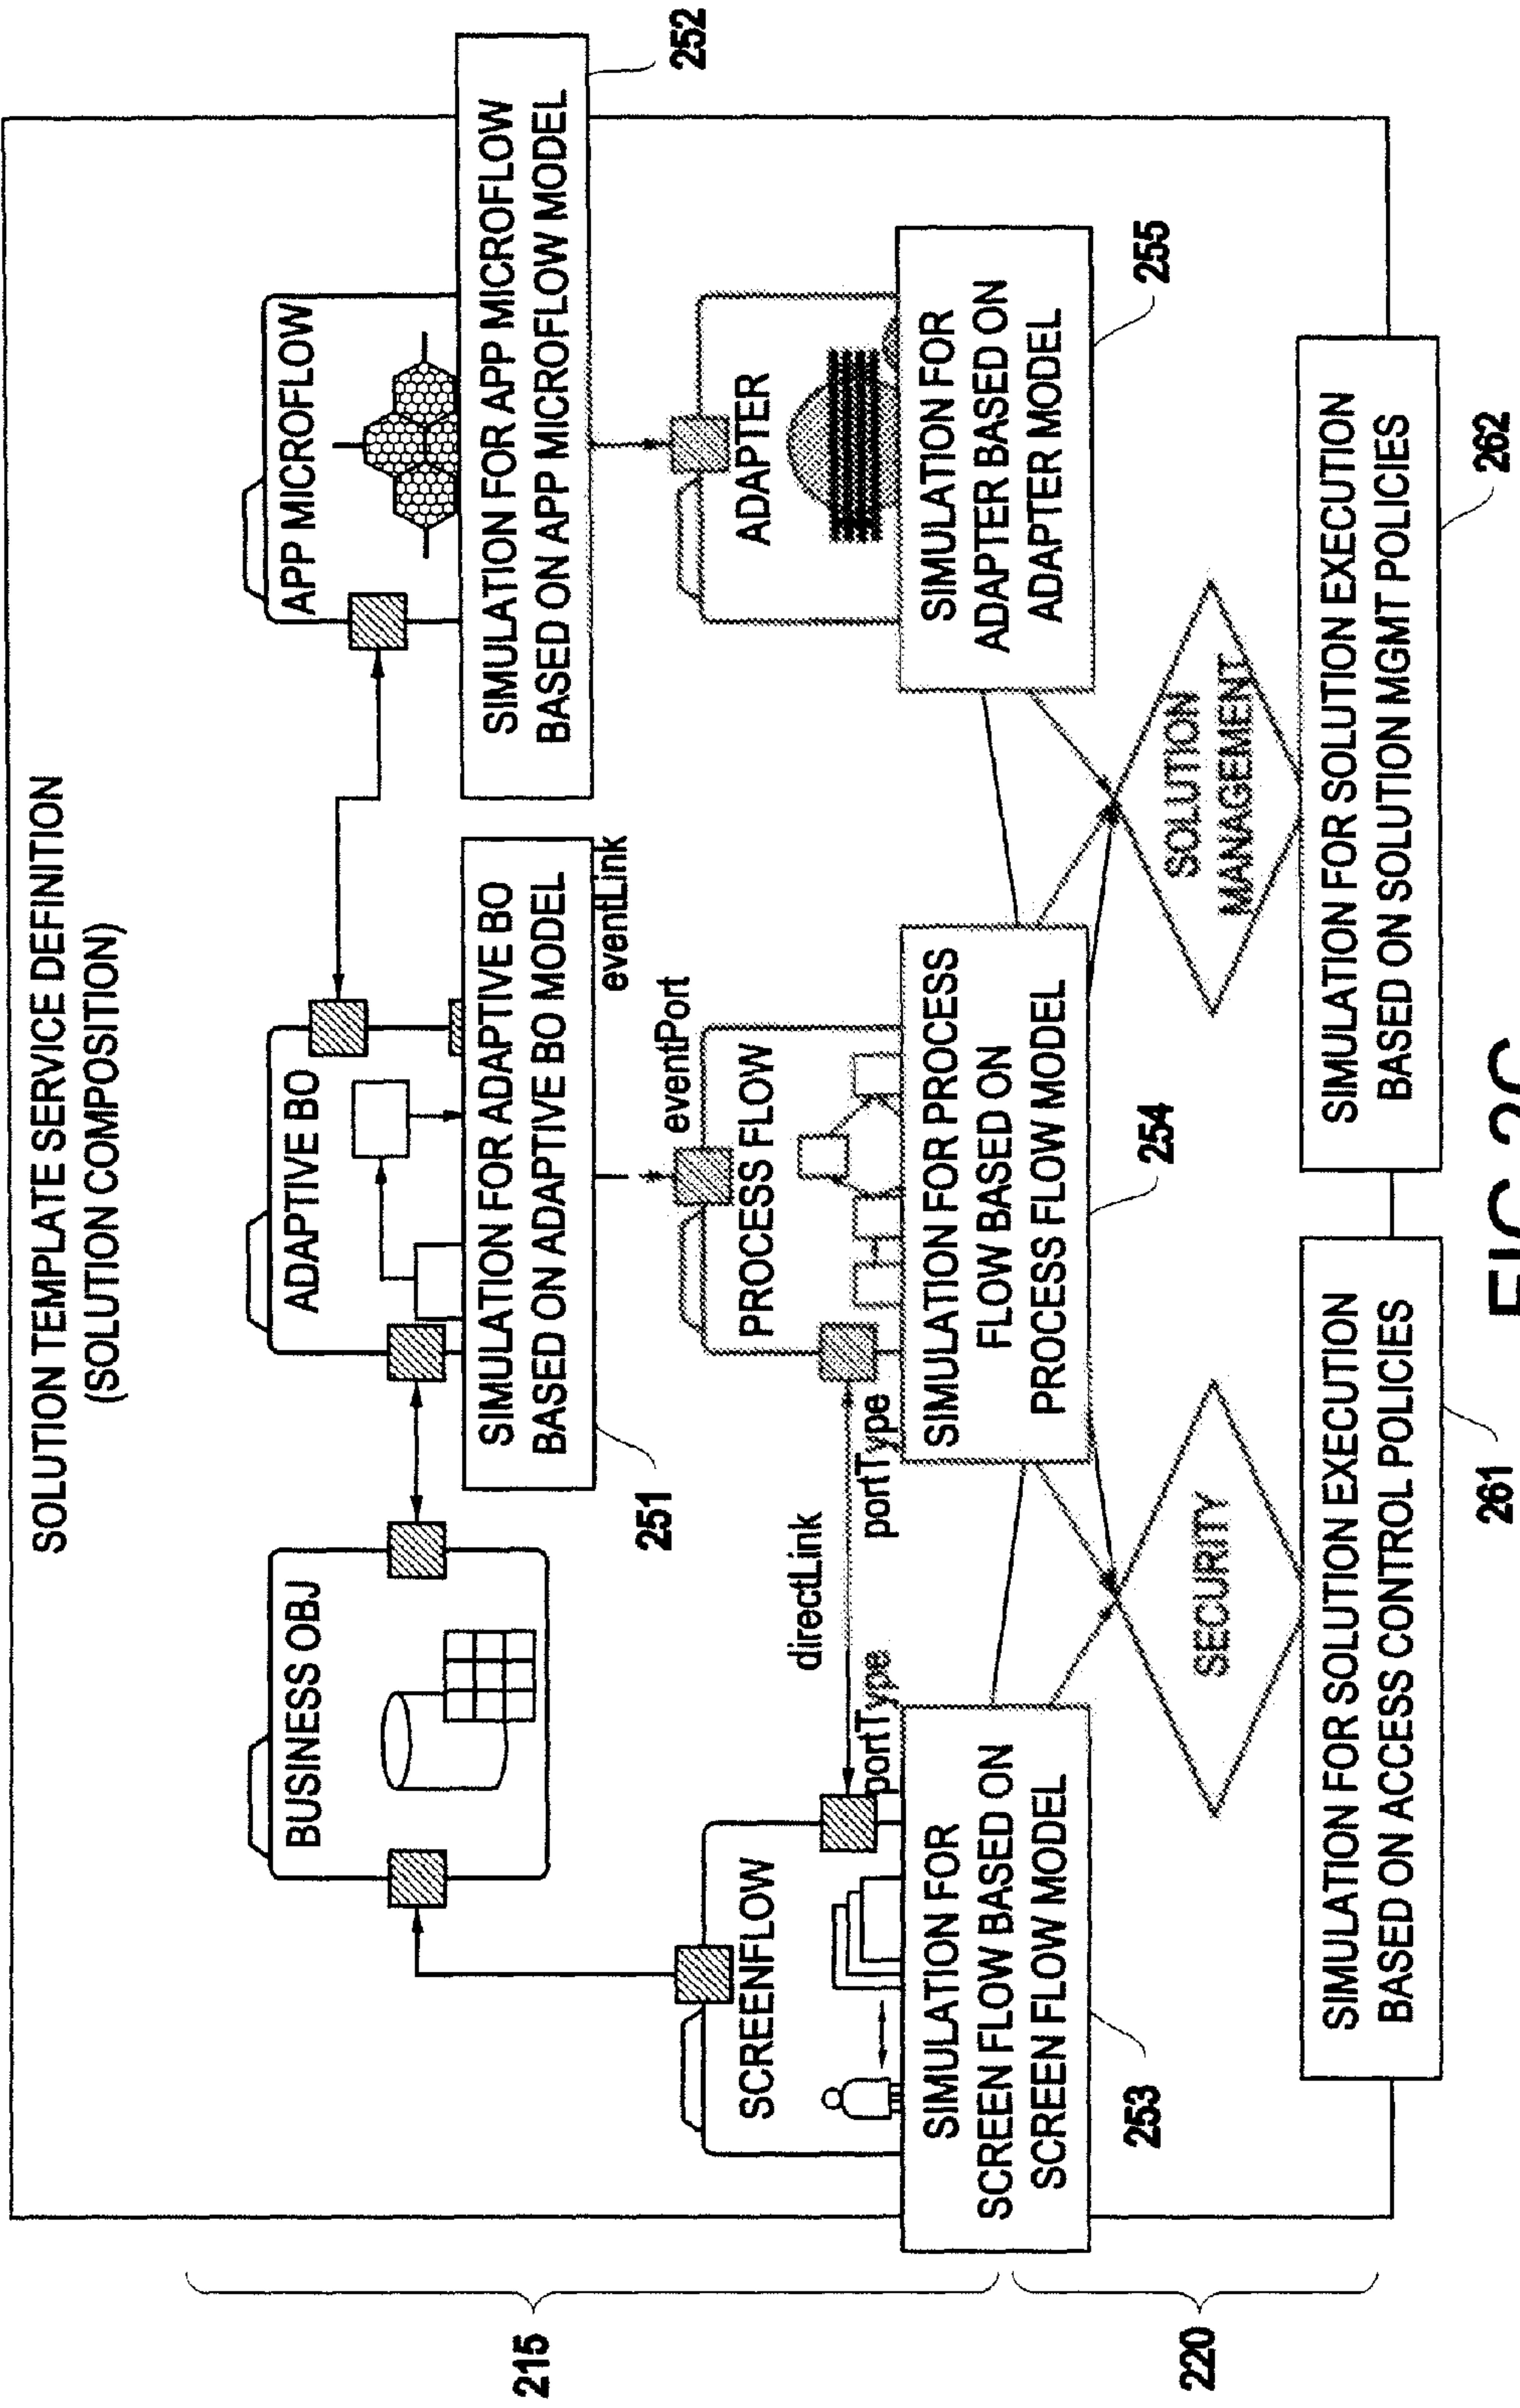 SOLUTION TEMPLATE SERVICE DEFINITION
(SOLUTION COMPOSITION)
BUSINESS OBJ
ADAPTIVE BO
APP MICROFLOW
SIMULATION FOR ADAPTIVE BO
BASED ON ADAPTIVE BO MODEL
251
eventLink
SIMULATION FOR APP MICROFLOW
BASED ON APP MICROFLOW MODEL
252
215
SCREENFLOW
directLink
portType
portType
eventPort
PROCESS FLOW
ADAPTER
SIMULATION FOR
SCREEN FLOW BASED ON
SCREEN FLOW MODEL
253
SIMULATION FOR PROCESS
FLOW BASED ON
PROCESS FLOW MODEL
254
SIMULATION FOR
ADAPTER BASED ON
ADAPTER MODEL
255
220
SECURITY
SOLUTION
MANAGEMENT
SIMULATION FOR SOLUTION EXECUTION
BASED ON ACCESS CONTROL POLICIES
261
SIMULATION FOR SOLUTION EXECUTION
BASED ON SOLUTION MGMT POLICIES
262